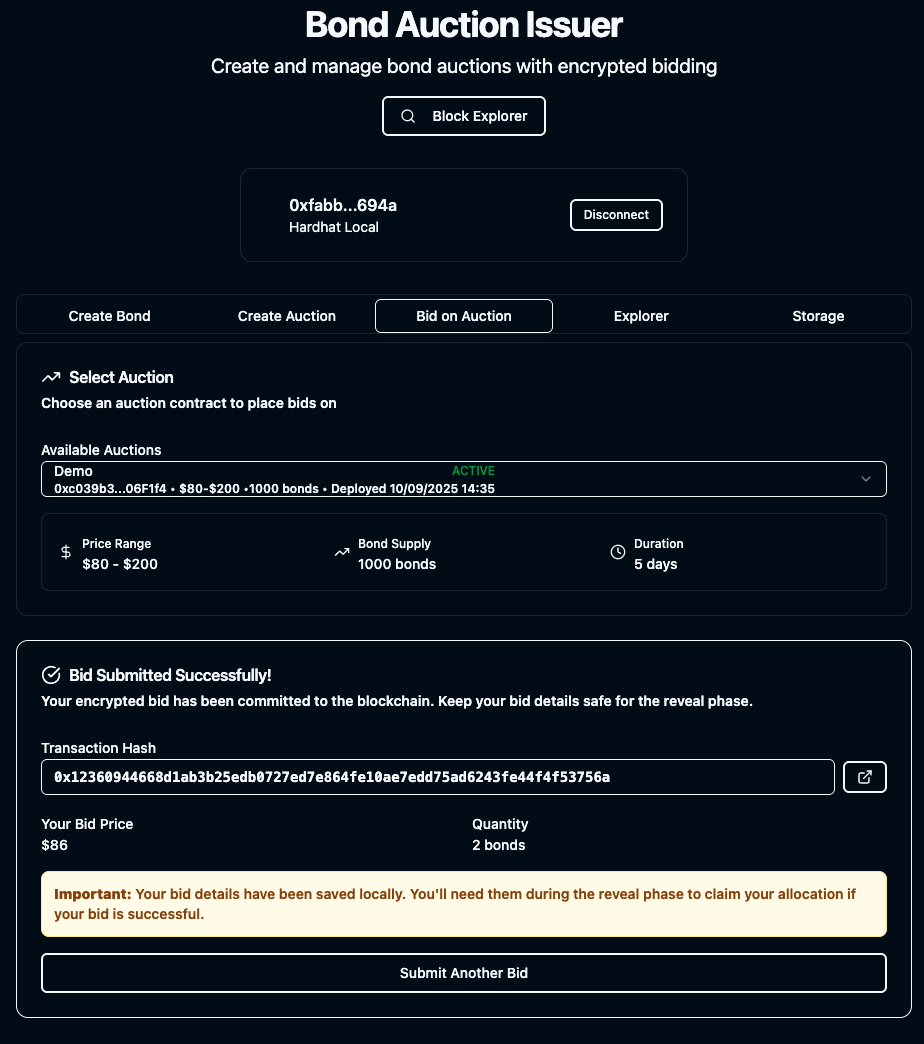 Bond Auction Issuer
Create and manage bond auctions with encrypted bidding
Block Explorer
0xfabb...694a
Hardhat Local
Disconnect
Create Bond
Create Auction
Bid on Auction
Explorer
Storage
Select Auction
Choose an auction contract to place bids on
Available Auctions
Demo ACTIVE
0xc039b3...06F1f4 • $80-$200 •1000 bonds • Deployed 10/09/2025 14:35
Price Range
$80 - $200
Bond Supply
1000 bonds
Duration
5 days
Bid Submitted Successfully!
Your encrypted bid has been committed to the blockchain. Keep your bid details safe for the reveal phase.
Transaction Hash
0x12360944668d1ab3b25edb0727ed7e864fe10ae7edd75ad6243fe44f4f53756a
Your Bid Price
$86
Quantity
2 bonds
Important: Your bid details have been saved locally. You'll need them during the reveal phase to claim your allocation if
your bid is successful.
Submit Another Bid